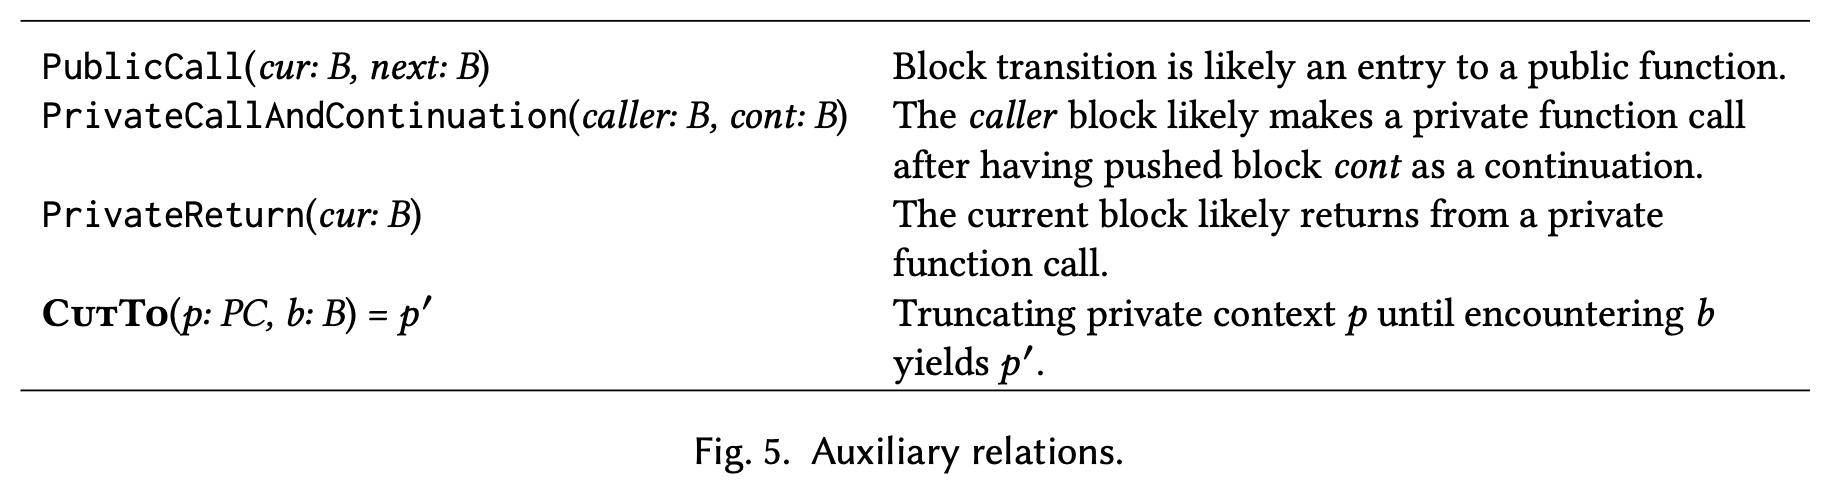 PublicCall(cur: B, next: B) Block transition is likely an entry to a public function.
PrivateCallAndContinuation(caller: B, cont: B) The caller block likely makes a private function call
after having pushed block cont as a continuation.
PrivateReturn(cur: B) The current block likely returns from a private
function call.
CutTo(p: PC, b: B) = p′ Truncating private context p until encountering b
yields p′.
Fig. 5. Auxiliary relations.